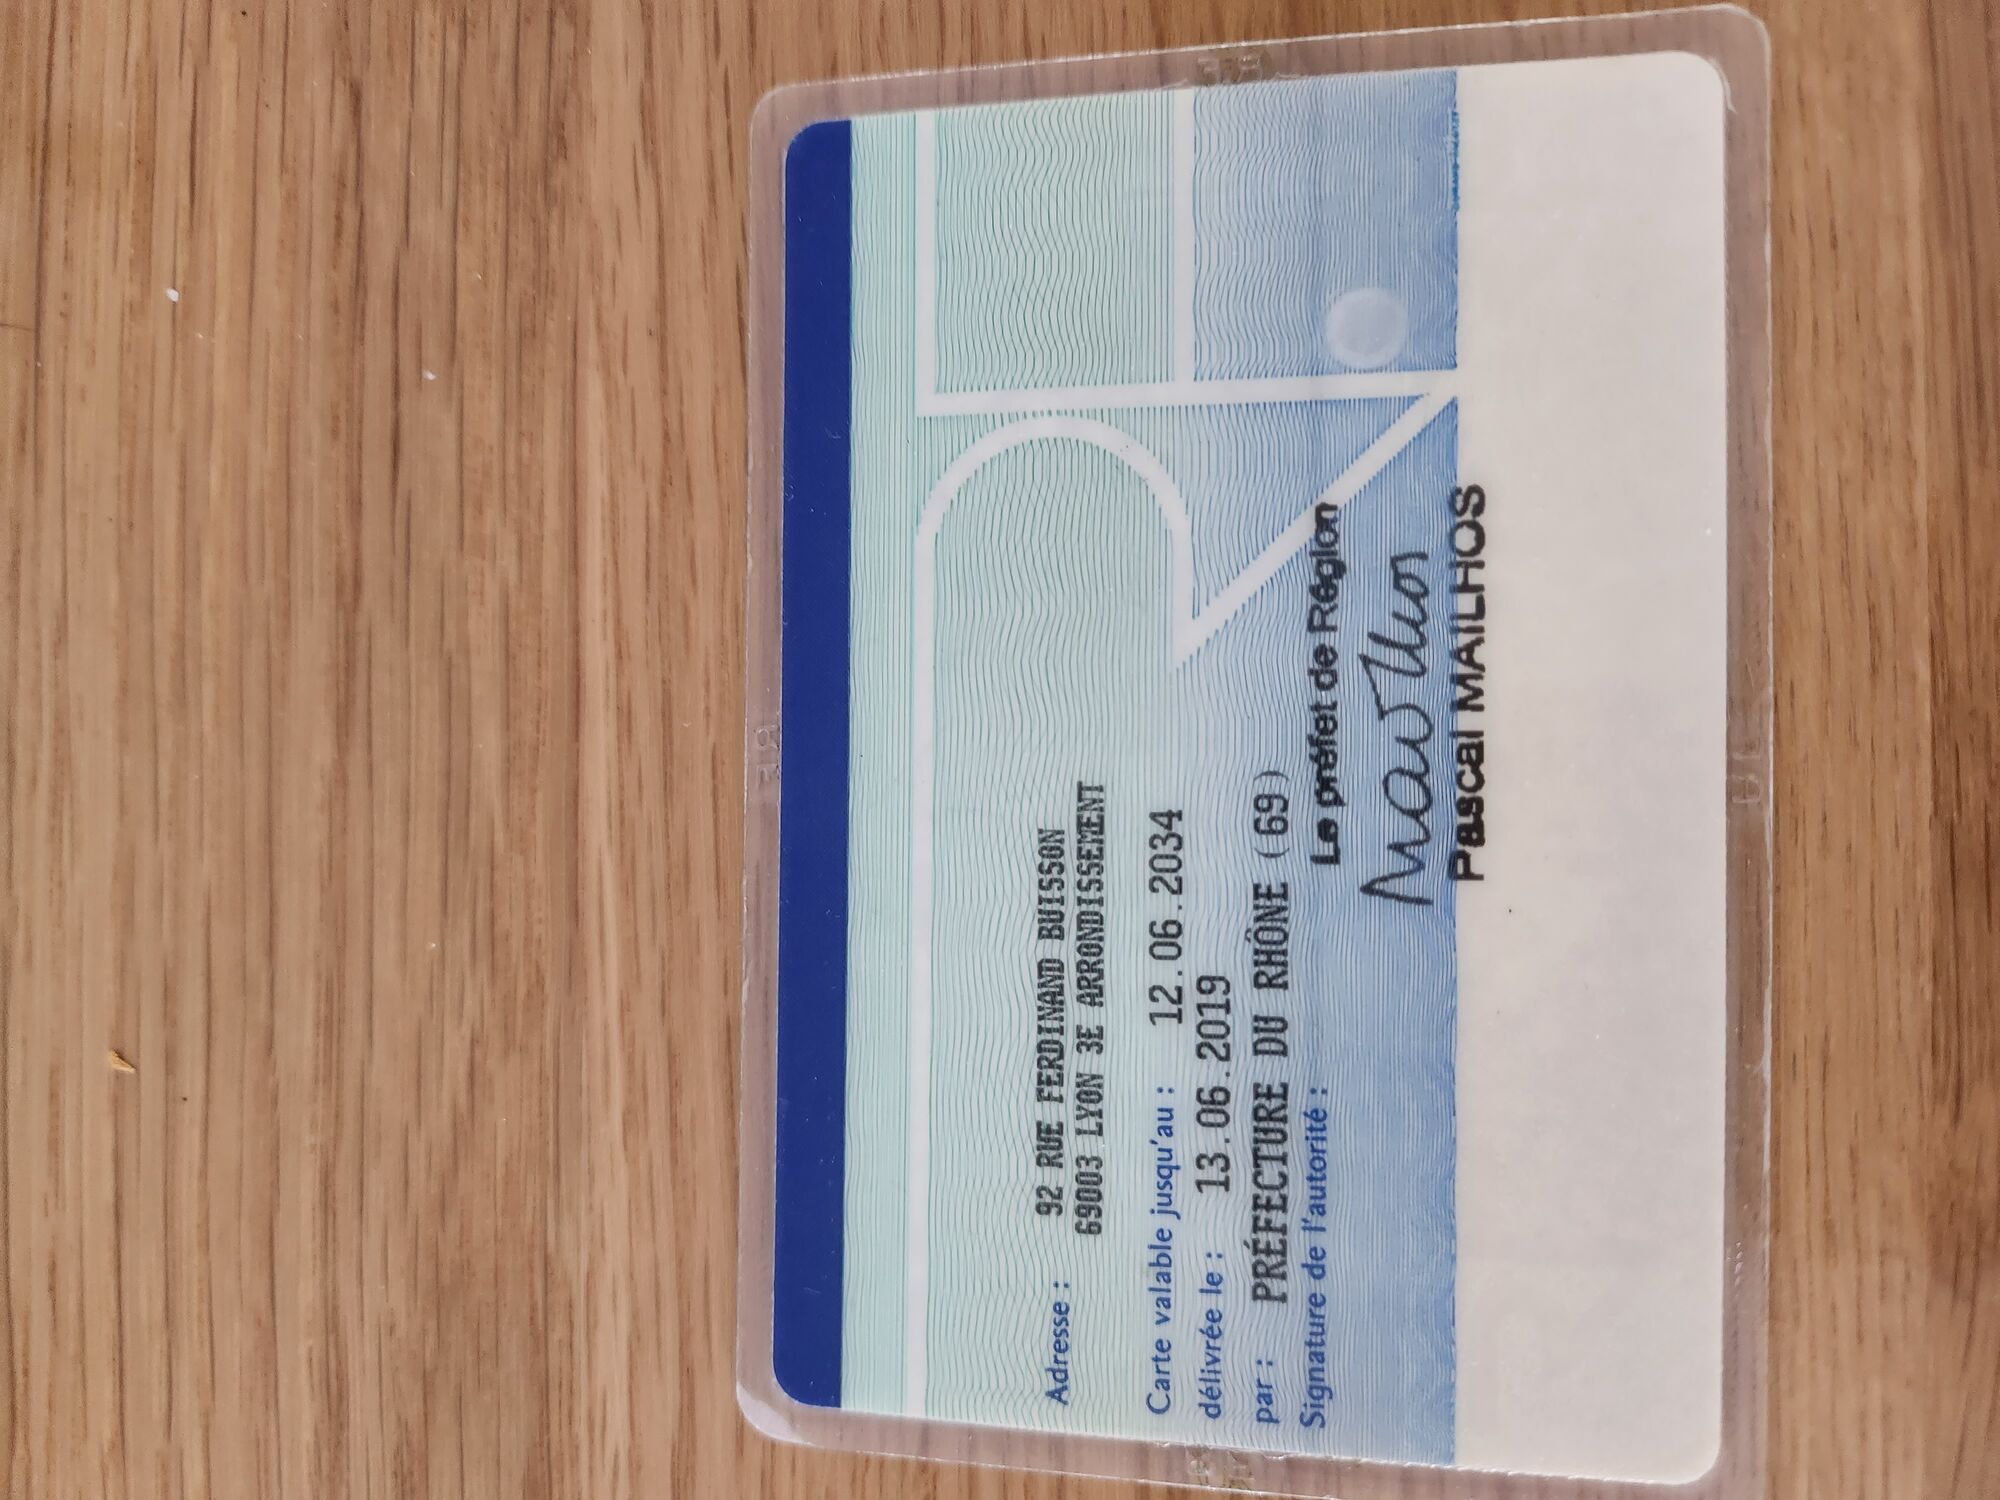 Adresse : 92 RUE FERDINAND BUISSON
69003 LYON 3E ARRONDISSEMENT
Carte valable jusqu'au : 12.06.2034
délivrée le : 13.06.2019
par : PRÉFECTURE DU RHÔNE (69)
Signature de l'autorité :
Le préfet de Région
Pascal MAILHOS